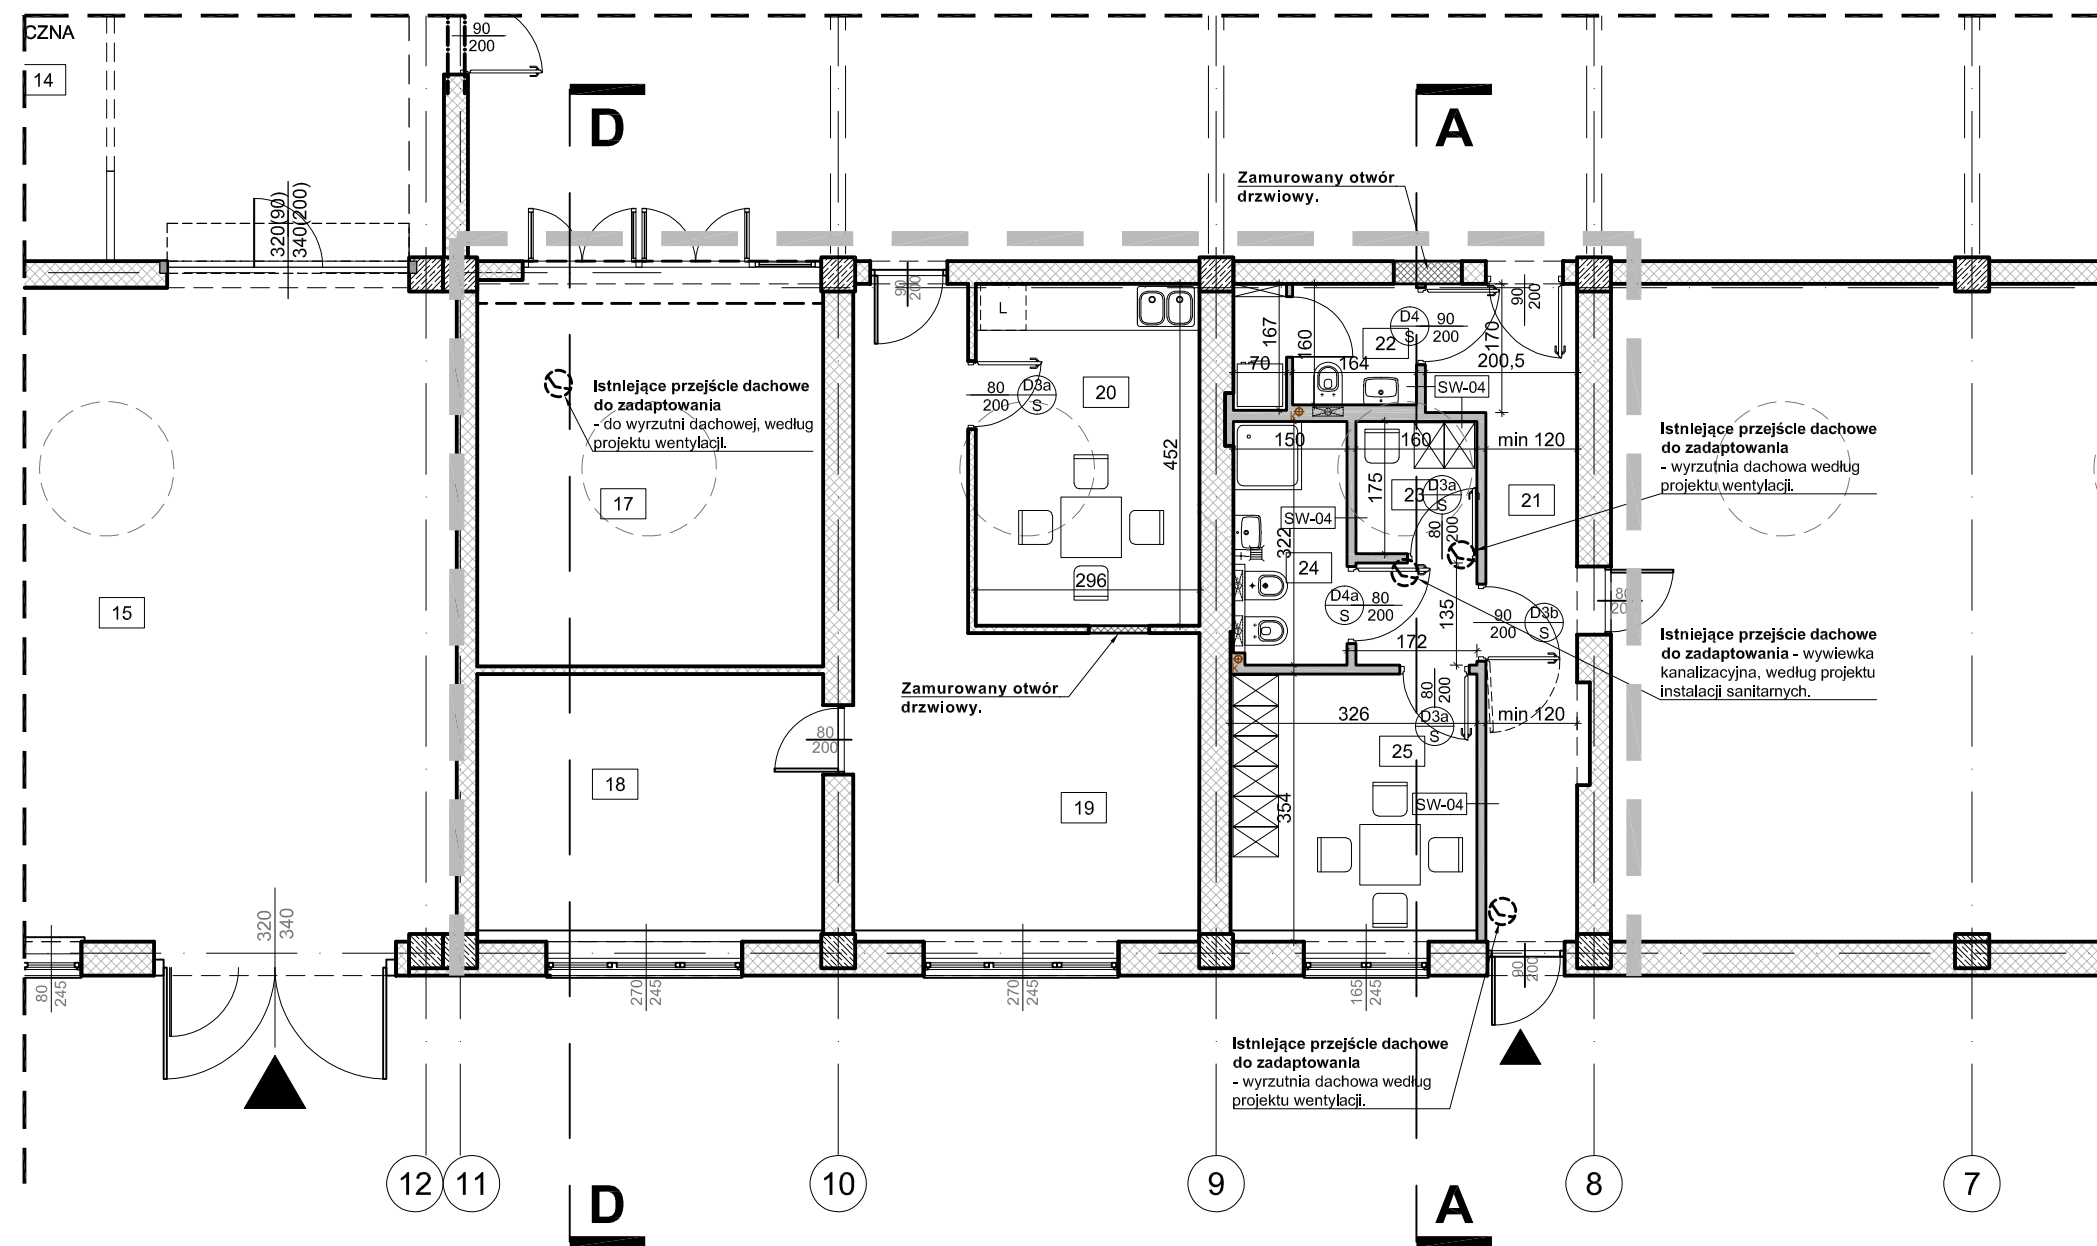 CZNA
14
90
200
D
A
320(90)
340(200)
Zamurowany otwór
drzwiowy.
90
200
L
167
160
22
D4
S
90
200
90
200
170
70
164
200,5
SW-04
Istniejące przejście dachowe
do zadaptowania
- do wyrzutni dachowej, według
projektu wentylacji.
80
200
D3a
S
20
452
150
160
min 120
Istniejące przejście dachowe
do zadaptowania
- wyrzutnia dachowa według
projektu wentylacji.
17
175
23
D3a
S
21
SW-04
80
200
322
24
296
15
D4a
S
80
200
135
90
200
D3b
S
80
200
172
Istniejące przejście dachowe
do zadaptowania - wywiewka
kanalizacyjna, według projektu
instalacji sanitarnych.
Zamurowany otwór
drzwiowy.
80
200
326
D3a
S
min 120
80
200
25
18
19
354
SW-04
320
340
80
245
270
245
270
245
165
245
90
200
Istniejące przejście dachowe
do zadaptowania
- wyrzutnia dachowa według
projektu wentylacji.
12
11
10
9
8
7
D
A